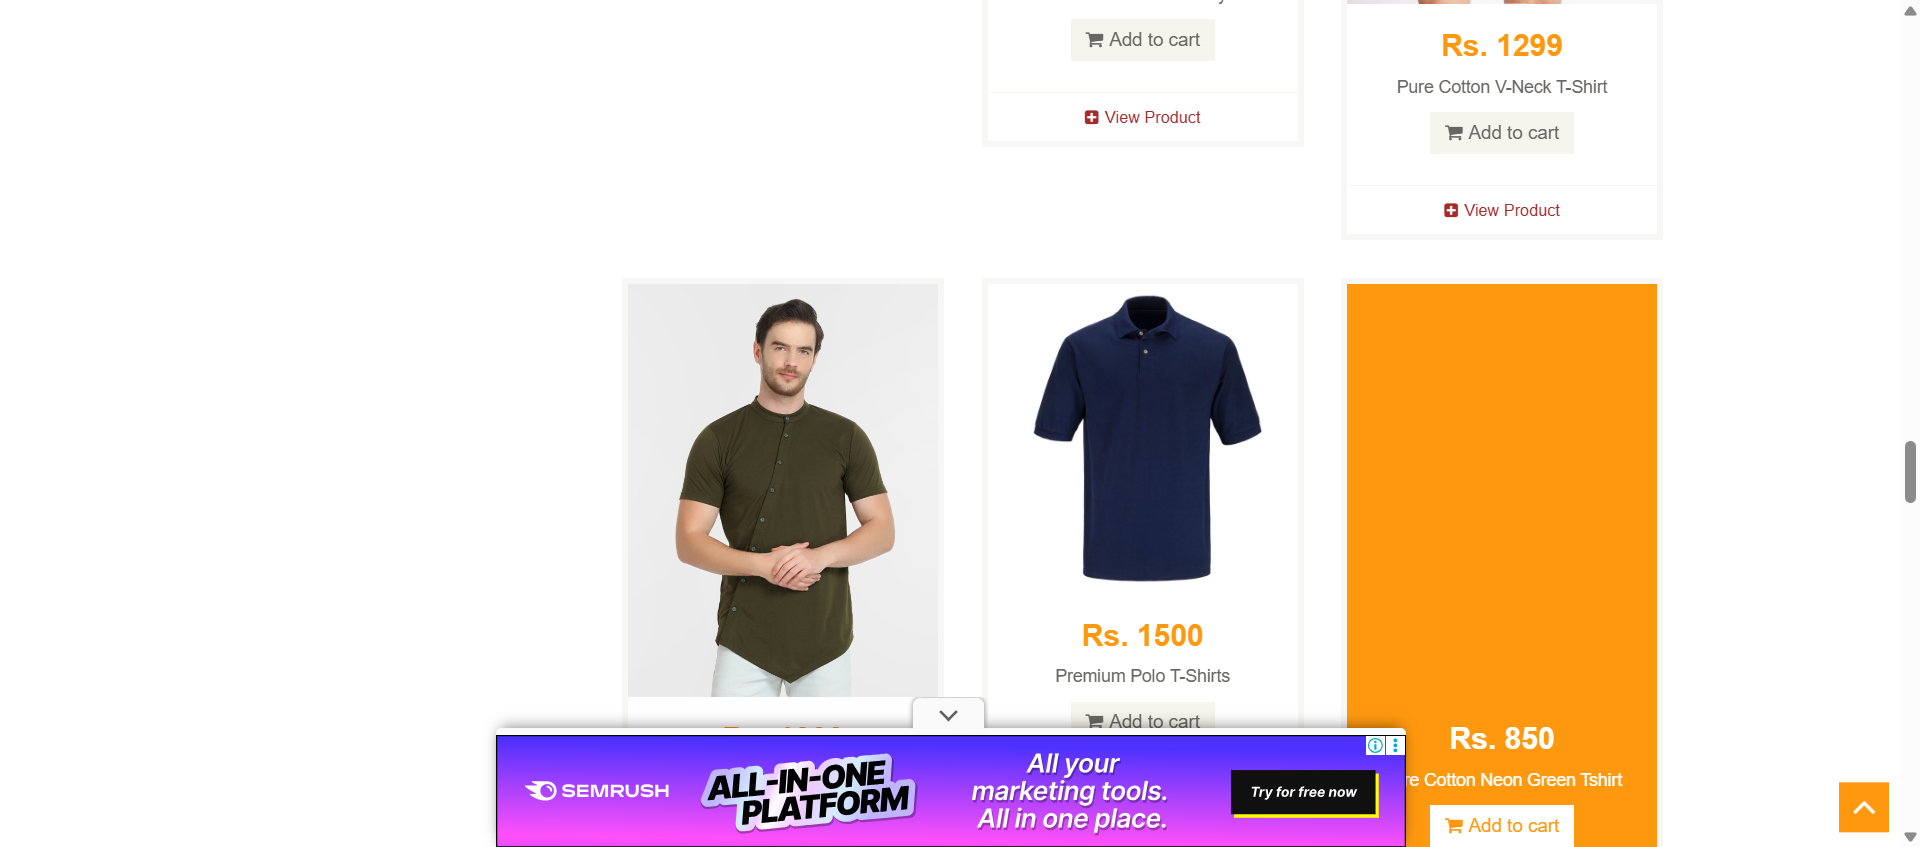 Add to cart
View Product
Rs. 1299
Pure Cotton V-Neck T-Shirt
Add to cart
View Product
Rs. 1500
Premium Polo T-Shirts
Add to cart
Rs. 850
re Cotton Neon Green Tshirt
Add to cart
SEMRUSH
ALL-IN-ONE
PLATFORM
All your
marketing tools.
All in one place.
Try for free now